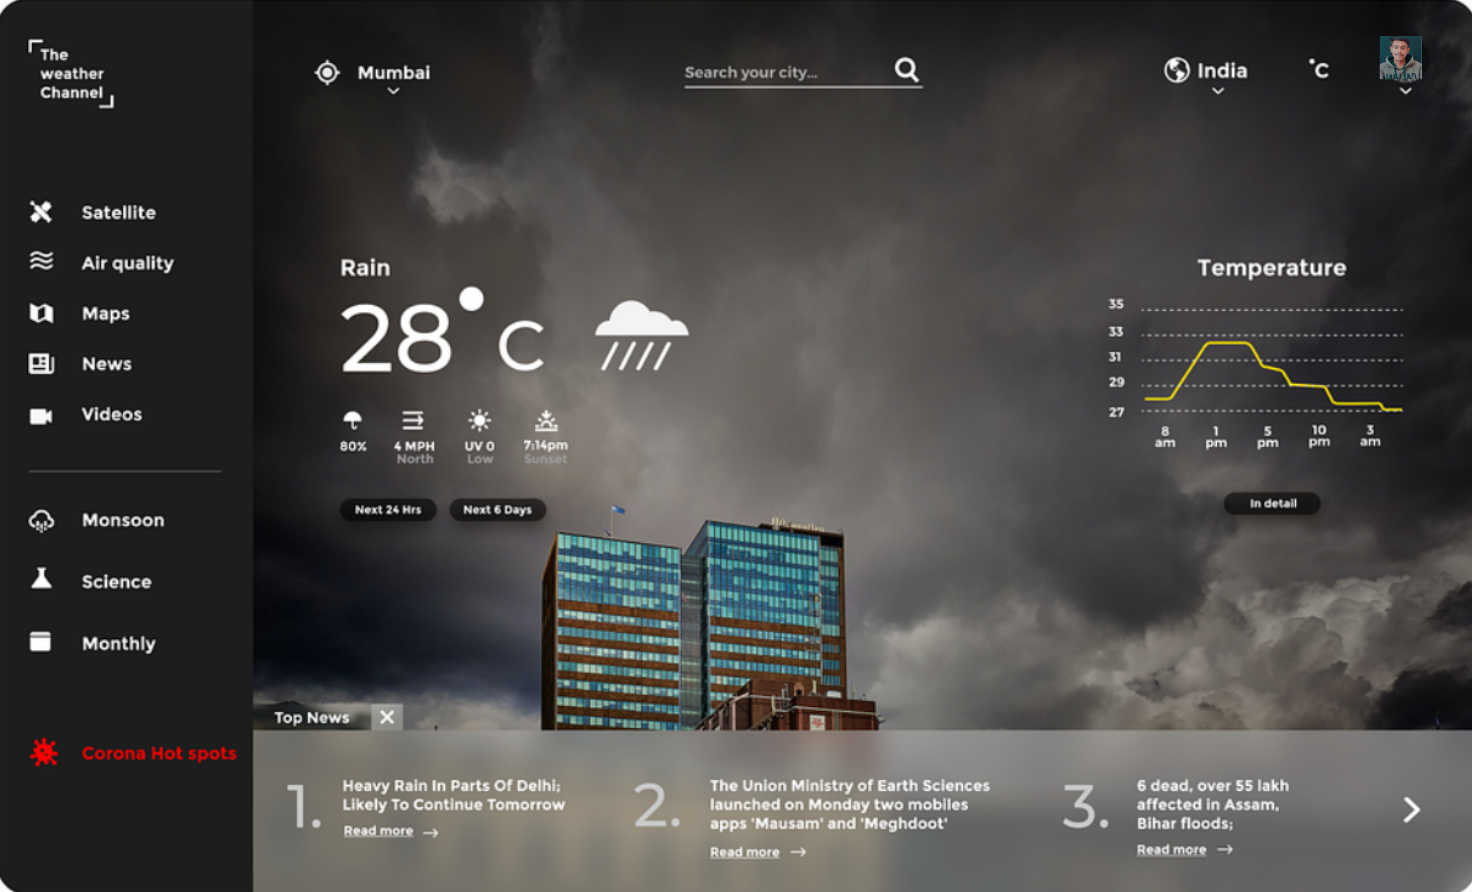 The
weather
Channel
Mumbai
Search your city...
India
°C
Satellite
Air quality
Maps
News
Videos
Monsoon
Science
Monthly
Corona Hot spots
Rain
28° C
80%
4 MPH
North
UV 0
Low
7:14pm
Sunset
Next 24 Hrs
Next 6 Days
Temperature
35
33
31
29
27
8 am
1 pm
5 pm
10 pm
3 am
In detail
Top News
1.
Heavy Rain In Parts Of Delhi;
Likely To Continue Tomorrow
Read more
2.
The Union Ministry of Earth Sciences
launched on Monday two mobiles
apps 'Mausam' and 'Meghdoot'
Read more
3.
6 dead, over 55 lakh
affected in Assam,
Bihar floods;
Read more